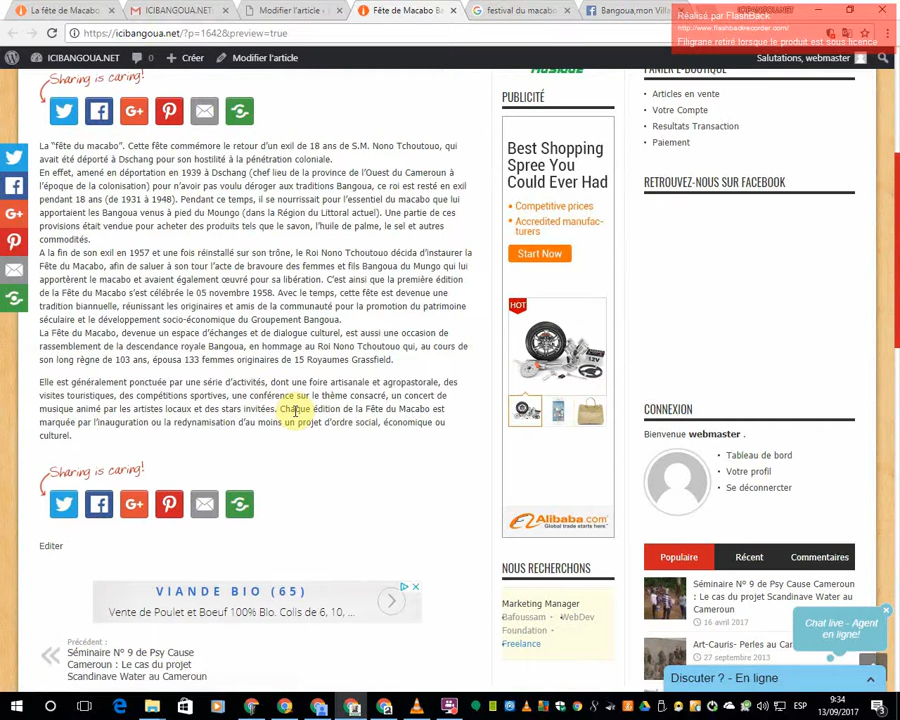 La fête de Macabo
Gmail - ICIBANGOUA.NET
Modifier l'article
Fête de Macabo Ba
festival du macabo
Bangoua,mon Villa
ICIBANGOUA.NET
https://icibangoua.net/?p=1642&preview=true
Réalisé par FlashBack
http://www.flashbackrecorder.com/
Filigrane retiré lorsque le produit est sous licence
ICIBANGOUA.NET
0
Créer
Modifier l'article
Salutations, webmaster
Sharing is caring!
La “fête du macabo”. Cette fête commémore le retour d’un exil de 18 ans de S.M. Nono Tchoutouo, qui
avait été déporté à Dschang pour son hostilité à la pénétration coloniale.
En effet, amené en déportation en 1939 à Dschang (chef lieu de la province de l’Ouest du Cameroun à
l’époque de la colonisation) pour n’avoir pas voulu déroger aux traditions Bangoua, ce roi est resté en exil
pendant 18 ans (de 1931 à 1948). Pendant ce temps, il se nourrissait pour l’essentiel du macabo que lui
apportaient les Bangoua venus à pied du Moungo (dans la Région du Littoral actuel). Une partie de ces
provisions était vendue pour acheter des produits tels que le savon, l’huile de palme, le sel et autres
commodités.
A la fin de son exil en 1957 et une fois réinstallé sur son trône, le Roi Nono Tchoutouo décida d’instaurer la
Fête du Macabo, afin de saluer à son tour l’acte de bravoure des femmes et fils Bangoua du Mungo qui lui
apportèrent le macabo et avaient également œuvré pour sa libération. C’est ainsi que la première édition
de la Fête du Macabo s’est célébrée le 05 novembre 1958. Avec le temps, cette fête est devenue une
tradition biannuelle, réunissant les originaires et amis de la communauté pour la promotion du patrimoine
séculaire et le développement socio-économique du Groupement Bangoua.
La Fête du Macabo, devenue un espace d’échanges et de dialogue culturel, est aussi une occasion de
rassemblement de la descendance royale Bangoua, en hommage au Roi Nono Tchoutouo qui, au cours de
son long règne de 103 ans, épousa 133 femmes originaires de 15 Royaumes Grassfield.
Elle est généralement ponctuée par une série d’activités, dont une foire artisanale et agropastorale, des
visites touristiques, des compétitions sportives, une conférence sur le thème consacré, un concert de
musique animé par les artistes locaux et des stars invitées. Chaque édition de la Fête du Macabo est
marquée par l’inauguration ou la redynamisation d’au moins un projet d’ordre social, économique ou
culturel.
Sharing is caring!
Editer
VIANDE BIO (65)
Vente de Poulet et Boeuf 100% Bio. Colis de 6, 10, ...
Précédent :
Séminaire N° 9 de Psy Cause
Cameroun : Le cas du projet
Scandinave Water au Cameroun
PUBLICITÉ
Best Shopping
Spree You
Could Ever Had
Competitive prices
Accredited manufac-
turers
Start Now
HOT
Alibaba.com
Global trade starts here.™
NOUS RECHERCHONS
Marketing Manager
Bafoussam - WebDev
Foundation -
Freelance
PANIER E-BOUTIQUE
Articles en vente
Votre Compte
Resultats Transaction
Paiement
RETROUVEZ-NOUS SUR FACEBOOK
CONNEXION
Bienvenue webmaster .
Tableau de bord
Votre profil
Se déconnercter
Populaire
Récent
Commentaires
Séminaire N° 9 de Psy Cause Cameroun
: Le cas du projet Scandinave Water au
Cameroun
16 avril 2017
Art-Cauris- Perles au Ca
27 septembre 2013
Chat live - Agent
en ligne!
Discuter ? - En ligne
ESP
9:34
13/09/2017